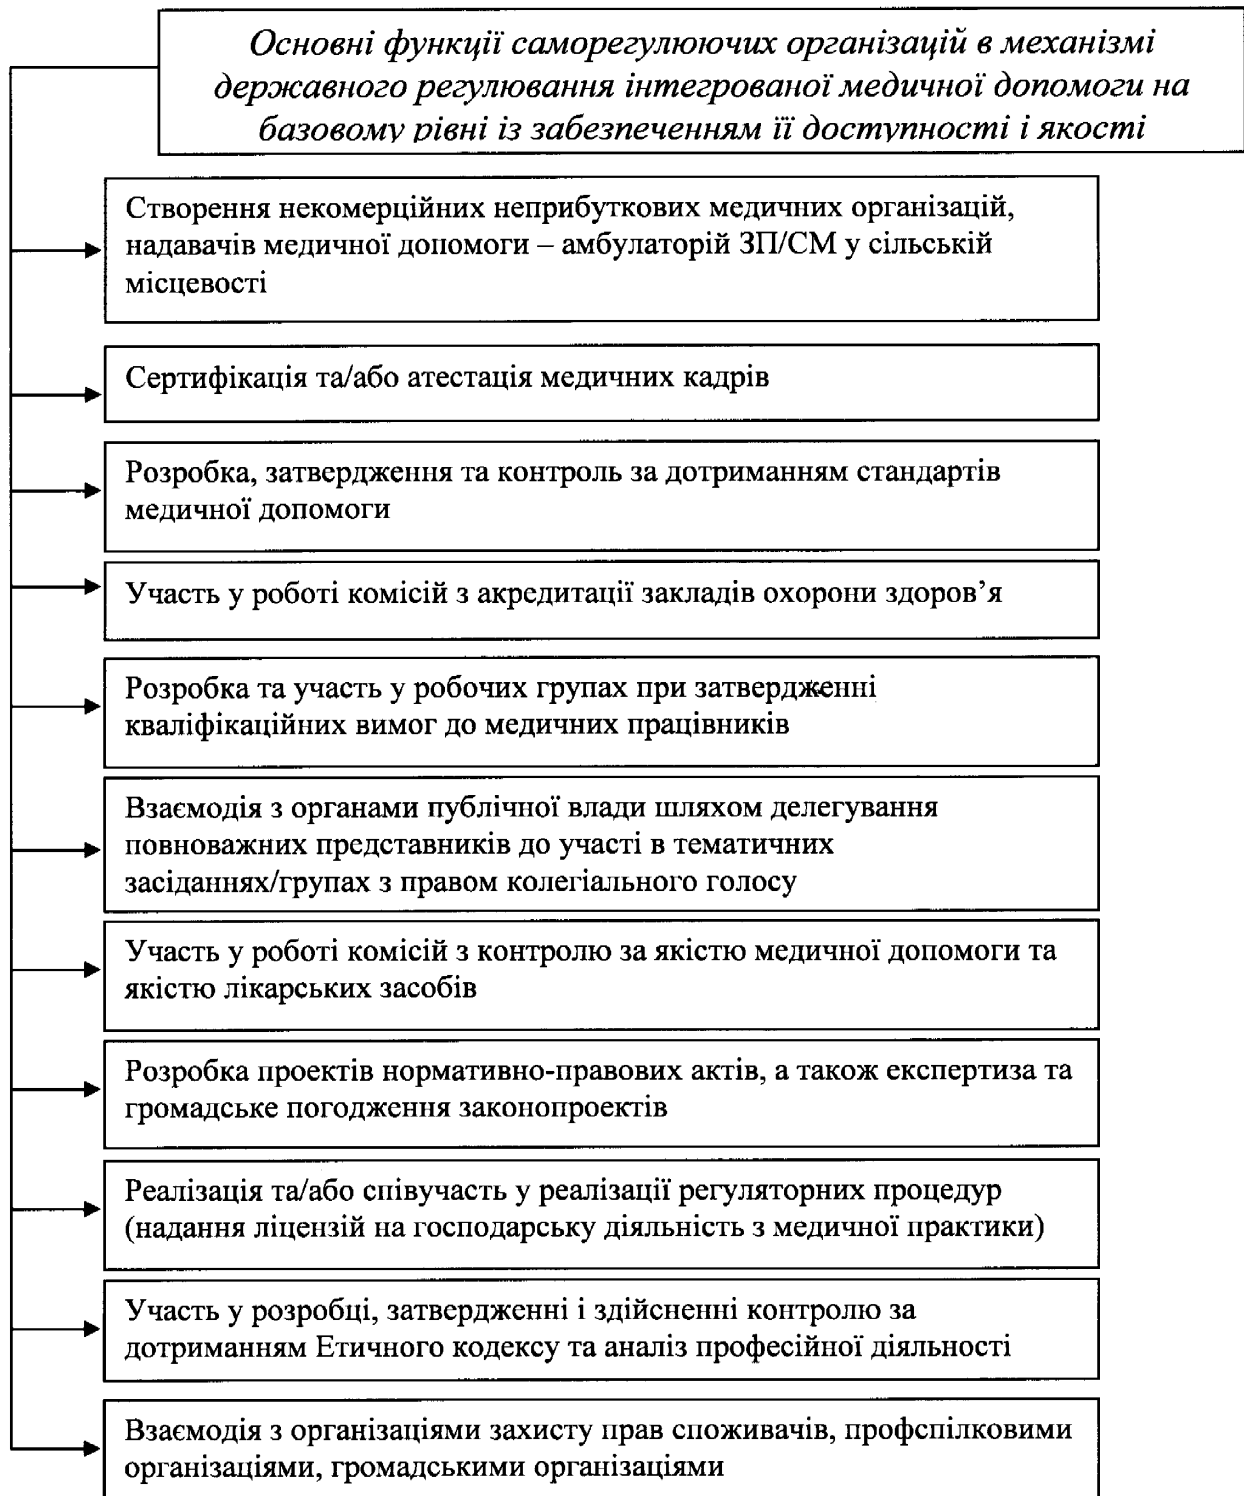 Основні функції саморегулюючих організацій в механізмі
державного регулювання інтегрованої медичної допомоги на
базовому рівні із забезпеченням її доступності і якості
Створення некомерційних неприбуткових медичних організацій,
надавачів медичної допомоги – амбулаторій ЗП/СМ у сільській
місцевості
Сертифікація та/або атестація медичних кадрів
Розробка, затвердження та контроль за дотриманням стандартів
медичної допомоги
Участь у роботі комісій з акредитації закладів охорони здоров’я
Розробка та участь у робочих групах при затвердженні
кваліфікаційних вимог до медичних працівників
Взаємодія з органами публічної влади шляхом делегування
повноважних представників до участі в тематичних
засіданнях/групах з правом колегіального голосу
Участь у роботі комісій з контролю за якістю медичної допомоги та
якістю лікарських засобів
Розробка проектів нормативно-правових актів, а також експертиза та
громадське погодження законопроектів
Реалізація та/або співучасть у реалізації регуляторних процедур
(надання ліцензій на господарську діяльність з медичної практики)
Участь у розробці, затвердженні і здійсненні контролю за
дотриманням Етичного кодексу та аналіз професійної діяльності
Взаємодія з організаціями захисту прав споживачів, профспілковими
організаціями, громадськими організаціями